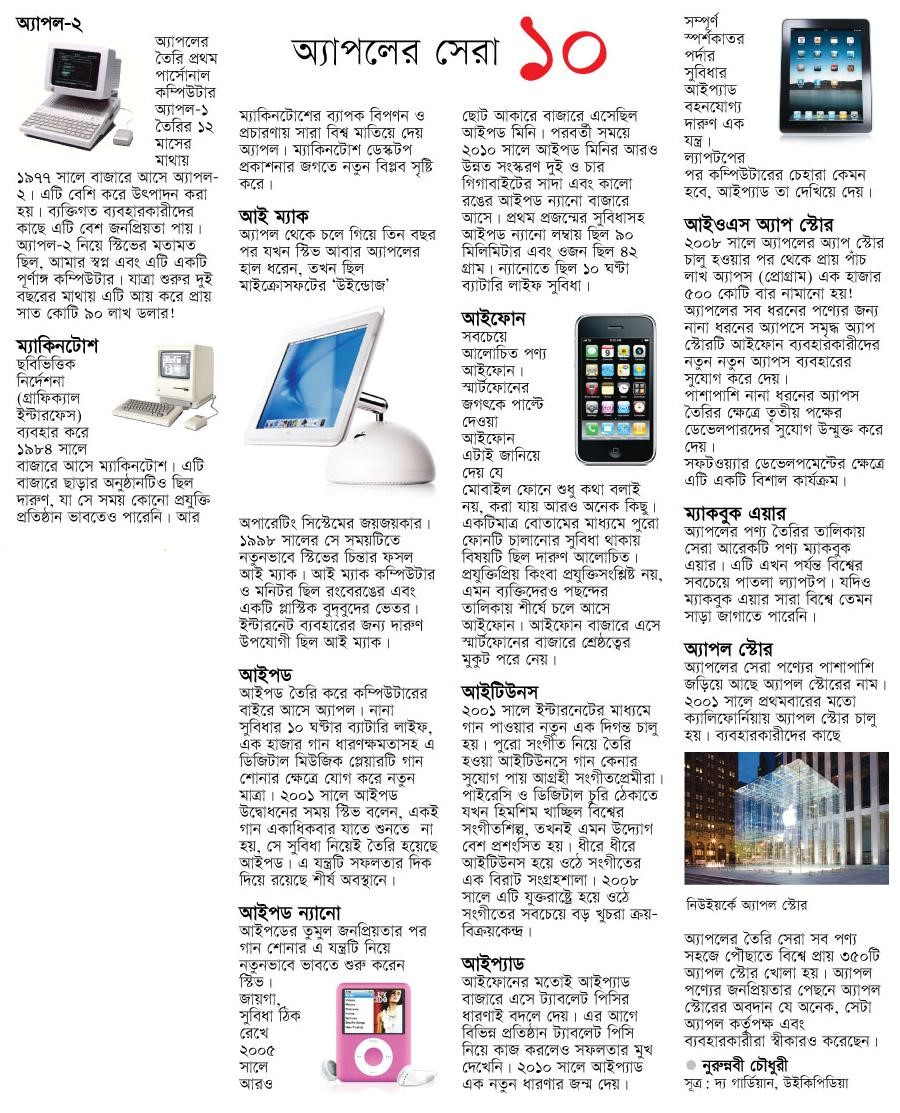 অ্যাপলের সেরা ১০
অ্যাপল-২
অ্যাপলের
তৈরি প্রথম
পার্সোনাল
কম্পিউটার
অ্যাপল-১
তৈরির ১২
মাসের
মাথায়
১৯৭৭ সালে বাজারে আসে অ্যাপল-
২। এটি বেশি করে উৎপাদন করা
হয়। ব্যক্তিগত ব্যবহারকারীদের
কাছে এটি বেশ জনপ্রিয়তা পায়।
অ্যাপল-২ নিয়ে স্টিভের মতামত
ছিল, আমার স্বপ্ন এবং এটি একটি
পূর্ণাঙ্গ কম্পিউটার। যাত্রা শুরুর দুই
বছরের মাথায় এটি আয় করে প্রায়
সাত কোটি ৯০ লাখ ডলার!
ম্যাকিনটোশ
ছবিভিত্তিক
নির্দেশনা
(গ্রাফিক্যাল
ইন্টারফেস)
ব্যবহার করে
১৯৮৪ সালে
বাজারে আসে ম্যাকিনটোশ। এটি
বাজারে ছাড়ার অনুষ্ঠানটিও ছিল
দারুণ, যা সে সময় কোনো প্রযুক্তি
প্রতিষ্ঠান ভাবতেও পারেনি। আর
ম্যাকিনটোশের ব্যাপক বিপণন ও
প্রচারণায় সারা বিশ্ব মাতিয়ে দেয়
অ্যাপল। ম্যাকিনটোশ ডেস্কটপ
প্রকাশনার জগতে নতুন বিপ্লব সৃষ্টি
করে।
আই ম্যাক
অ্যাপল থেকে চলে গিয়ে তিন বছর
পর যখন স্টিভ আবার অ্যাপলের
হাল ধরেন, তখন ছিল
মাইক্রোসফটের ‘উইন্ডোজ’
অপারেটিং সিস্টেমের জয়জয়কার।
১৯৯৮ সালের সে সময়টিতে
নতুনভাবে স্টিভের চিন্তার ফসল
আই ম্যাক। আই ম্যাক কম্পিউটার
ও মনিটর ছিল রংবেরঙের এবং
একটি প্লাস্টিক বুদ্‌বুদের ভেতর।
ইন্টারনেট ব্যবহারের জন্য দারুণ
উপযোগী ছিল আই ম্যাক।
আইপড
আইপড তৈরি করে কম্পিউটারের
বাইরে আসে অ্যাপল। নানা
সুবিধার ১০ ঘন্টার ব্যাটারি লাইফ,
এক হাজার গান ধারণক্ষমতাসহ এ
ডিজিটাল মিউজিক প্লেয়ারটি গান
শোনার ক্ষেত্রে যোগ করে নতুন
মাত্রা। ২০০১ সালে আইপড
উদ্বোধনের সময় স্টিভ বলেন, একই
গান একাধিকবার যাতে শুনতে না
হয়, সে সুবিধা নিয়েই তৈরি হয়েছে
আইপড। এ যন্ত্রটি সফলতার দিক
দিয়ে রয়েছে শীর্ষ অবস্থানে।
আইপড ন্যানো
আইপডের তুমুল জনপ্রিয়তার পর
গান শোনার এ যন্ত্রটি নিয়ে
নতুনভাবে ভাবতে শুরু করেন
স্টিভ।
জায়গা,
সুবিধা ঠিক
রেখে
২০০৫
সালে
আরও
ছোট আকারে বাজারে এসেছিল
আইপড মিনি। পরবর্তী সময়ে
২০১০ সালে আইপড মিনির আরও
উন্নত সংস্করণ দুই ও চার
গিগাবাইটের সাদা এবং কালো
রঙের আইপড ন্যানো বাজারে
আসে। প্রথম প্রজন্মের সুবিধাসহ
আইপড ন্যানো লম্বায় ছিল ৯০
মিলিমিটার এবং ওজন ছিল ৪২
গ্রাম। ন্যানোতে ছিল ১০ ঘন্টা
ব্যাটারি লাইফ সুবিধা।
আইফোন
সবচেয়ে
আলোচিত পণ্য
আইফোন।
স্মার্টফোনের
জগৎকে পাল্টে
দেওয়া
আইফোন
এটাই জানিয়ে
দেয় যে
মোবাইল ফোনে শুধু কথা বলাই
নয়, করা যায় আরও অনেক কিছু।
একটিমাত্র বোতামের মাধ্যমে পুরো
ফোনটি চালানোর সুবিধা থাকায়
বিষয়টি ছিল দারুণ আলোচিত।
প্রযুক্তিপ্রিয় কিংবা প্রযুক্তিসংশ্লিষ্ট নয়,
এমন ব্যক্তিদেরও পছন্দের
তালিকায় শীর্ষে চলে আসে
আইফোন। আইফোন বাজারে এসে
স্মার্টফোনের বাজারে শ্রেষ্ঠত্বের
মুকুট পরে নেয়।
আইটিউনস
২০০১ সালে ইন্টারনেটের মাধ্যমে
গান পাওয়ার নতুন এক দিগন্ত চালু
হয়। পুরো সংগীত নিয়ে তৈরি
হওয়া আইটিউনসে গান কেনার
সুযোগ পায় আগ্রহী সংগীতপ্রেমীরা।
পাইরেসি ও ডিজিটাল চুরি ঠেকাতে
যখন হিমশিম খাচ্ছিল বিশ্বের
সংগীতশিল্প, তখনই এমন উদ্যোগ
বেশ প্রশংসিত হয়। ধীরে ধীরে
আইটিউনস হয়ে ওঠে সংগীতের
এক বিরাট সংগ্রহশালা। ২০০৮
সালে এটি যুক্তরাষ্ট্রে হয়ে ওঠে
সংগীতের সবচেয়ে বড় খুচরা ক্রয়-
বিক্রয়কেন্দ্র।
আইপ্যাড
আইফোনের মতোই আইপ্যাড
বাজারে এসে ট্যাবলেট পিসির
ধারণাই বদলে দেয়। এর আগে
বিভিন্ন প্রতিষ্ঠান ট্যাবলেট পিসি
নিয়ে কাজ করলেও সফলতার মুখ
দেখেনি। ২০১০ সালে আইপ্যাড
এক নতুন ধারণার জন্ম দেয়।
সম্পূর্ণ
স্পর্শকাতর
পর্দার
সুবিধার
আইপ্যাড
বহনযোগ্য
দারুণ এক
যন্ত্র।
ল্যাপটপের
পর কম্পিউটারের চেহারা কেমন
হবে, আইপ্যাড তা দেখিয়ে দেয়।
আইওএস অ্যাপ স্টোর
২০০৮ সালে অ্যাপলের অ্যাপ স্টোর
চালু হওয়ার পর থেকে প্রায় পাঁচ
লাখ অ্যাপস (প্রোগ্রাম) এক হাজার
৫০০ কোটি বার নামানো হয়!
অ্যাপলের সব ধরনের পণ্যের জন্য
নানা ধরনের অ্যাপসে সমৃদ্ধ অ্যাপ
স্টোরটি আইফোন ব্যবহারকারীদের
নতুন নতুন অ্যাপস ব্যবহারের
সুযোগ করে দেয়।
পাশাপাশি নানা ধরনের অ্যাপস
তৈরির ক্ষেত্রে তৃতীয় পক্ষের
ডেভেলপারদের সুযোগ উন্মুক্ত করে
দেয়।
সফটওয়্যার ডেভেলপমেন্টের ক্ষেত্রে
এটি একটি বিশাল কার্যক্রম।
ম্যাকবুক এয়ার
অ্যাপলের পণ্য তৈরির তালিকায়
সেরা আরেকটি পণ্য ম্যাকবুক
এয়ার। এটি এখন পর্যন্ত বিশ্বের
সবচেয়ে পাতলা ল্যাপটপ। যদিও
ম্যাকবুক এয়ার সারা বিশ্বে তেমন
সাড়া জাগাতে পারেনি।
অ্যাপল স্টোর
অ্যাপলের সেরা পণ্যের পাশাপাশি
জড়িয়ে আছে অ্যাপল স্টোরের নাম।
২০০১ সালে প্রথমবারের মতো
ক্যালিফোর্নিয়ায় অ্যাপল স্টোর চালু
হয়। ব্যবহারকারীদের কাছে
নিউইয়র্কে অ্যাপল স্টোর
অ্যাপলের তৈরি সেরা সব পণ্য
সহজে পৌছাতে বিশ্বে প্রায় ৩৫০টি
অ্যাপল স্টোর খোলা হয়। অ্যাপল
পণ্যের জনপ্রিয়তার পেছনে অ্যাপল
স্টোরের অবদান যে অনেক, সেটা
অ্যাপল কর্তৃপক্ষ এবং
ব্যবহারকারীরা স্বীকারও করেছেন।
● নুরুন্নবী চৌধুরী
সূত্র : দ্য গার্ডিয়ান, উইকিপিডিয়া